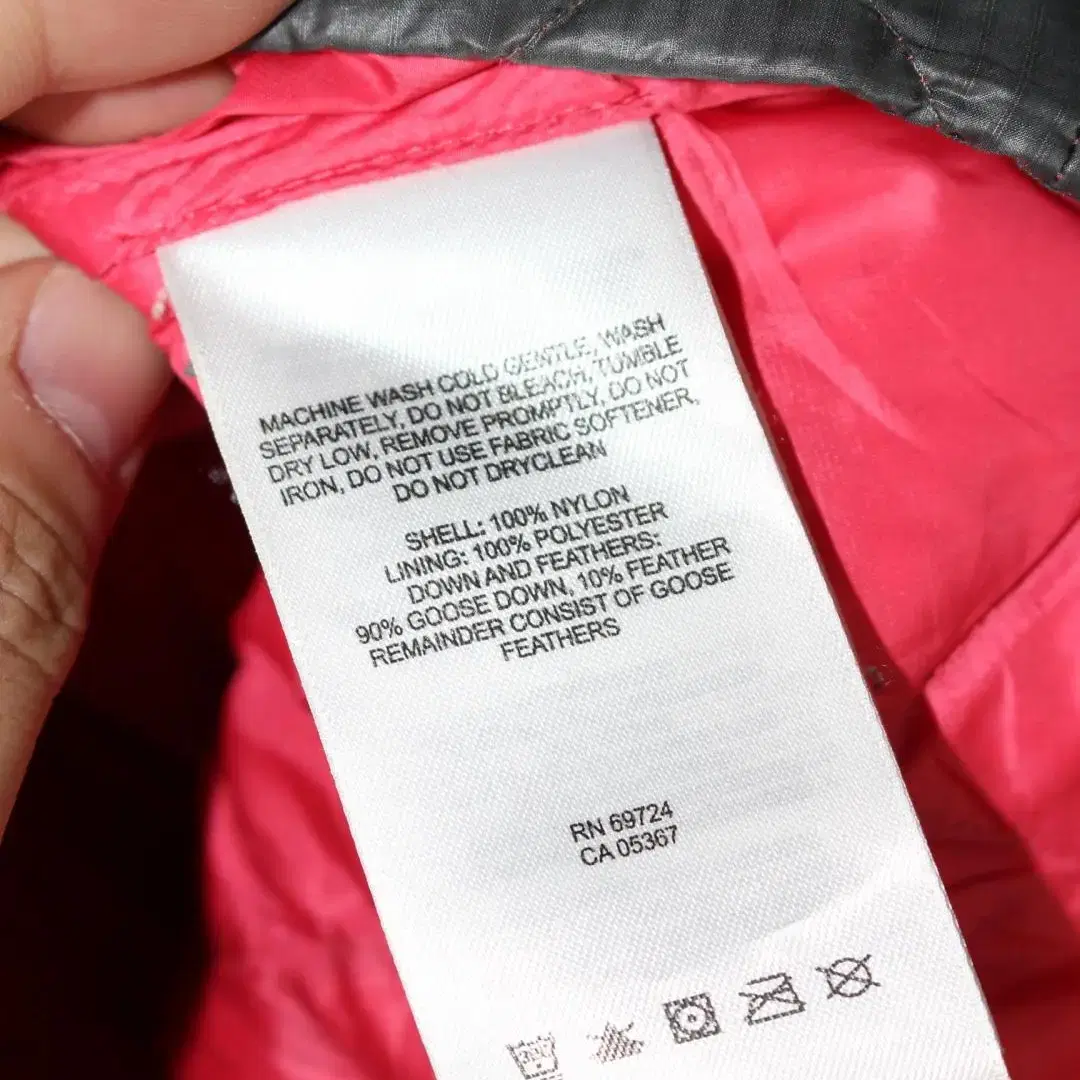 MACHINE WASH COLD GENTLE, WASH
SEPARATELY, DO NOT BLEACH, TUMBLE
DRY LOW, REMOVE PROMPTLY, DO NOT
IRON, DO NOT USE FABRIC SOFTENER,
DO NOT DRYCLEAN
SHELL: 100% NYLON
LINING: 100% POLYESTER
DOWN AND FEATHERS:
90% GOOSE DOWN, 10% FEATHER
REMAINDER CONSIST OF GOOSE
FEATHERS
RN 69724
CA 05367